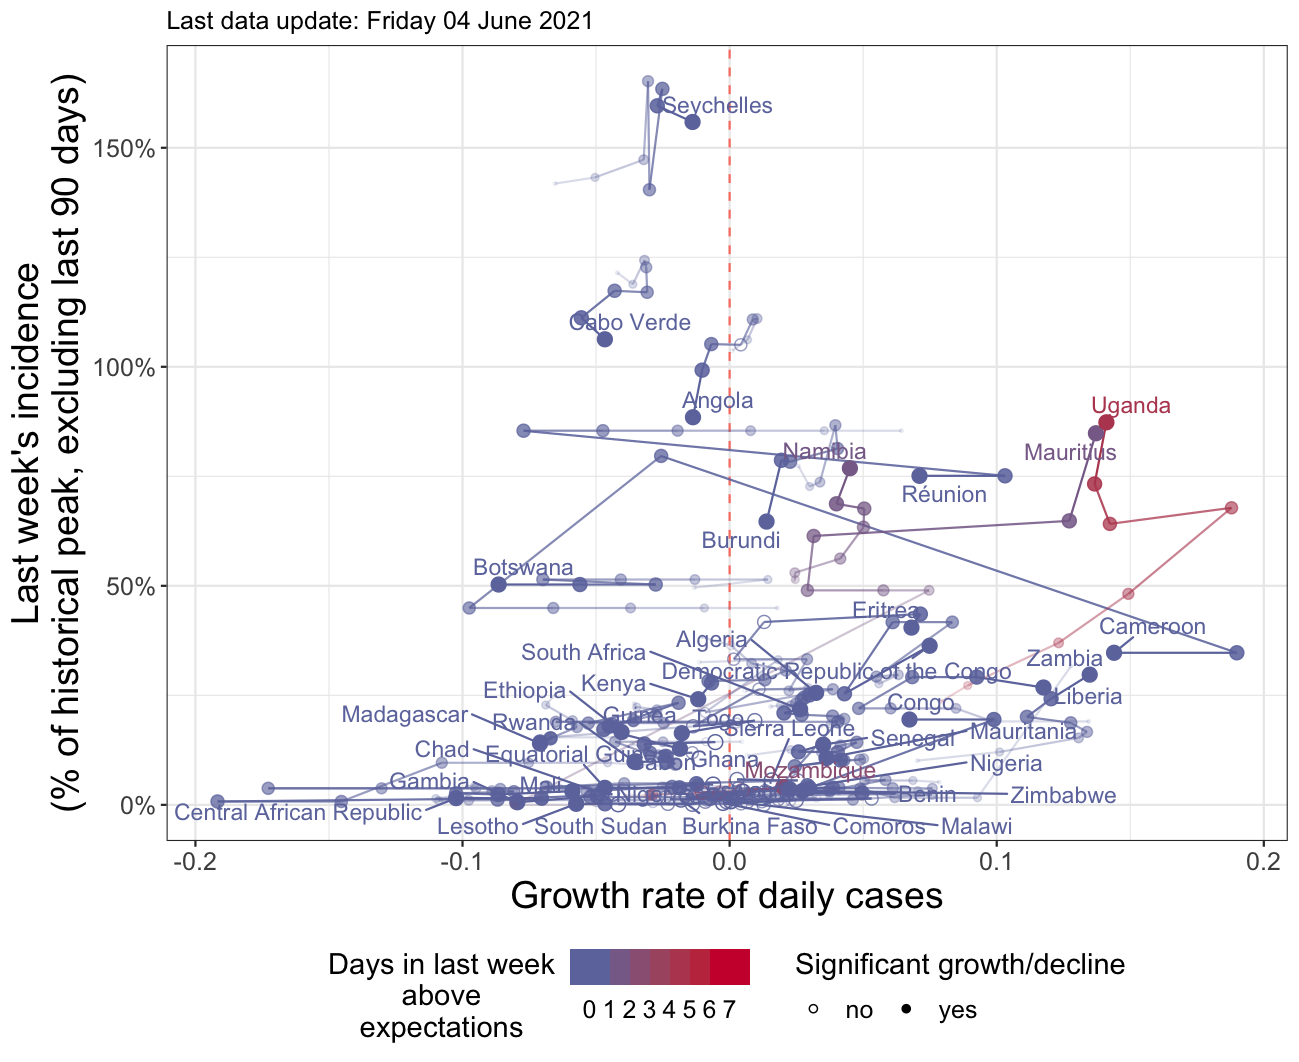 Last data update: Friday 04 June 2021
Last week's incidence
(% of historical peak, excluding last 90 days)
150%
100%
50%
0%
Seychelles
Cabo Verde
Angola
Uganda
Mauritius
Namibia
Réunion
Burundi
Botswana
Eritrea
Cameroon
Algeria
South Africa
Zambia
Democratic Republic of the Congo
Kenya
Ethiopia
Liberia
Congo
Madagascar
Rwanda
Guinea
Togo
Sierra Leone
Mauritania
Senegal
Chad
Equatorial Guinea
Gabon
Ghana
Nigeria
Mozambique
Gambia
Mali
Benin
Zimbabwe
Central African Republic
Lesotho
South Sudan
Burkina Faso
Comoros
Malawi
-0.2
-0.1
0.0
0.1
0.2
Growth rate of daily cases
Days in last week
above
expectations
0 1 2 3 4 5 6 7
Significant growth/decline
no
yes